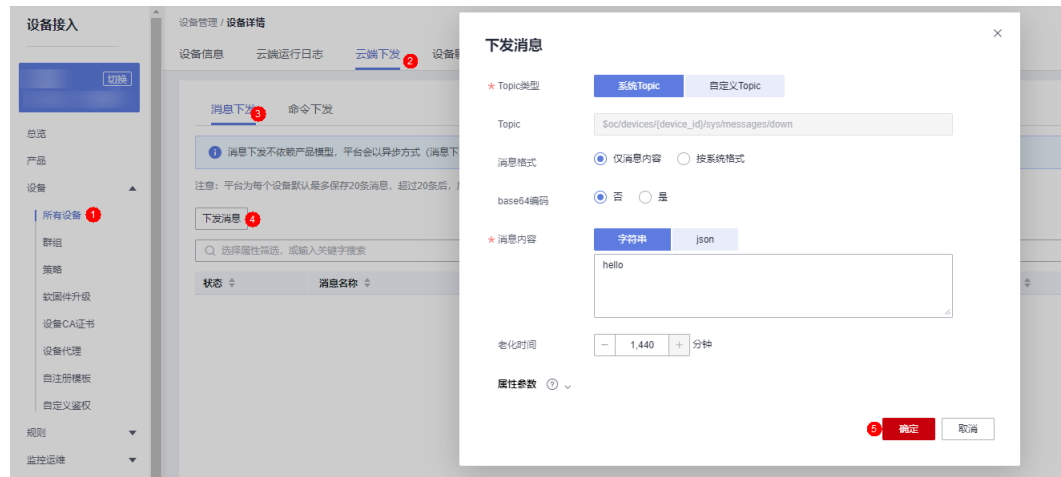 设备接入
切换
总览
产品
设备
所有设备 1
群组
策略
软固件升级
设备CA证书
设备代理
自注册模板
自定义鉴权
规则
监控运维
设备管理 / 设备详情
设备信息 云端运行日志 云端下发 2 设备
消息下发 3 命令下发
消息下发不依赖产品模型，平台会以异步方式（消息下
注意：平台为每个设备默认最多保存20条消息，超过20条后，
下发消息 4
选择属性筛选，或输入关键字搜索
状态 消息名称
下发消息
* Topic类型 系统Topic 自定义Topic
Topic $oc/devices/{device_id}/sys/messages/down
消息格式 仅消息内容 按系统格式
base64编码 否 是
* 消息内容 字符串 json
hello
老化时间 − 1,440 + 分钟
属性参数 ?
5 确定 取消